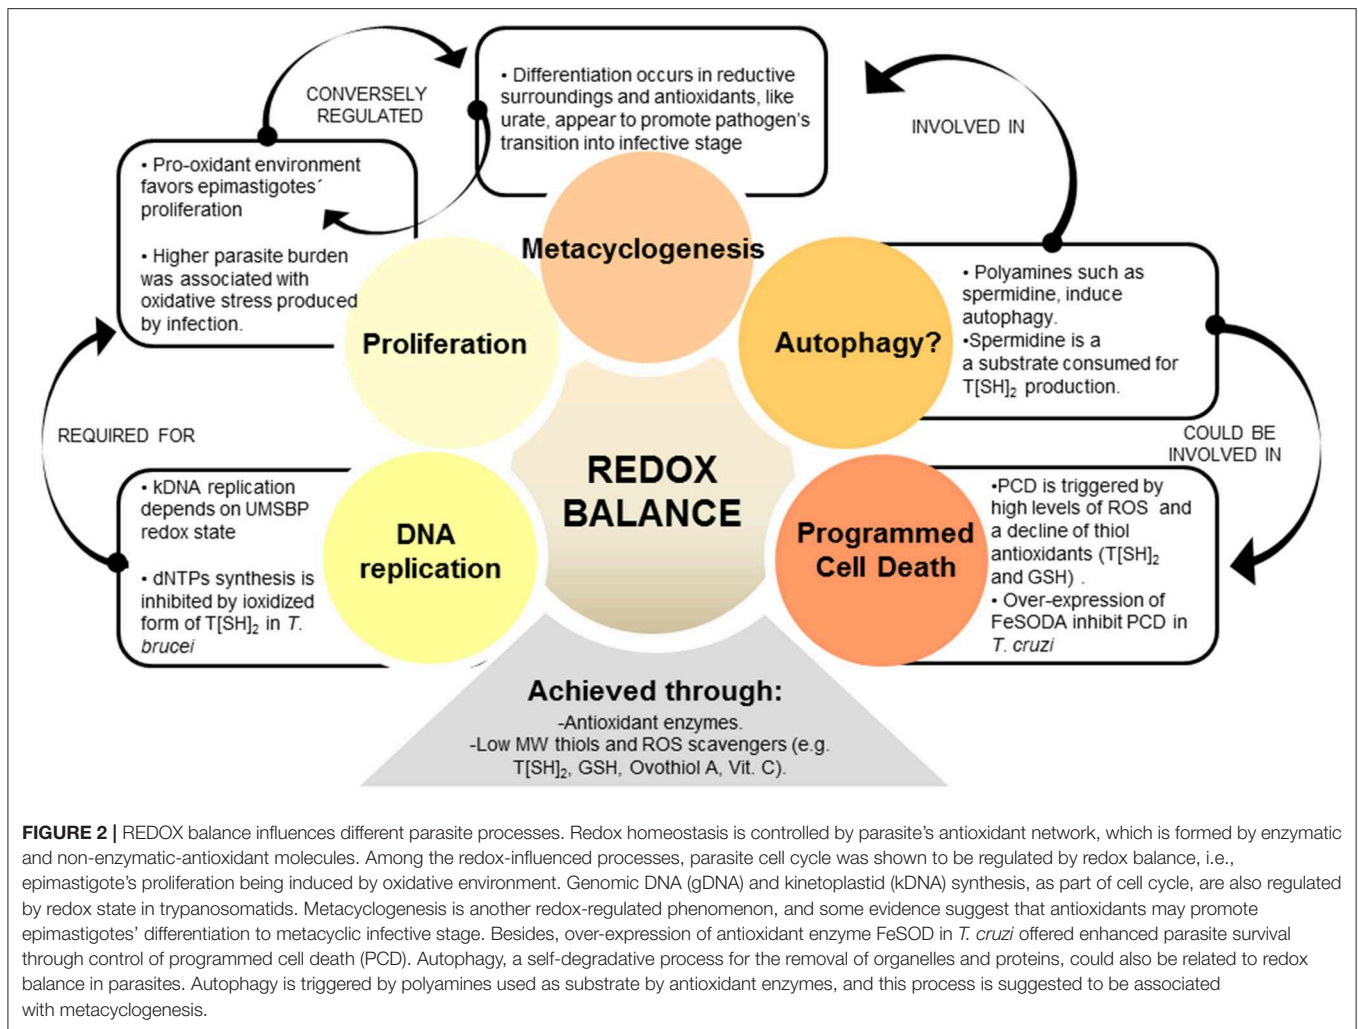 CONVERSELY
REGULATED
• Differentiation occurs in reductive
surroundings and antioxidants, like
urate, appear to promote pathogen's
transition into infective stage
INVOLVED IN
• Pro-oxidant environment
favors epimastigotes´
proliferation
• Higher parasite burden
was associated with
oxidative stress produced
by infection.
Metacyclogenesis
Proliferation
Autophagy?
• Polyamines such as
spermidine, induce
autophagy.
•Spermidine is a
a substrate consumed for
T[SH]₂ production.
REQUIRED FOR
COULD BE
INVOLVED IN
REDOX
BALANCE
• kDNA replication
depends on UMSBP
redox state
• dNTPs synthesis is
inhibited by ioxidized
form of T[SH]₂ in T.
brucei
DNA
replication
Programmed
Cell Death
•PCD is triggered by
high levels of ROS and
a decline of thiol
antioxidants (T[SH]₂
and GSH) .
• Over-expression of
FeSODA inhibit PCD in
T. cruzi
Achieved through:
-Antioxidant enzymes.
-Low MW thiols and ROS scavengers (e.g.
T[SH]₂, GSH, Ovothiol A, Vit. C).
FIGURE 2 | REDOX balance influences different parasite processes. Redox homeostasis is controlled by parasite's antioxidant network, which is formed by enzymatic
and non-enzymatic-antioxidant molecules. Among the redox-influenced processes, parasite cell cycle was shown to be regulated by redox balance, i.e.,
epimastigote's proliferation being induced by oxidative environment. Genomic DNA (gDNA) and kinetoplastid (kDNA) synthesis, as part of cell cycle, are also regulated
by redox state in trypanosomatids. Metacyclogenesis is another redox-regulated phenomenon, and some evidence suggest that antioxidants may promote
epimastigotes' differentiation to metacyclic infective stage. Besides, over-expression of antioxidant enzyme FeSOD in T. cruzi offered enhanced parasite survival
through control of programmed cell death (PCD). Autophagy, a self-degradative process for the removal of organelles and proteins, could also be related to redox
balance in parasites. Autophagy is triggered by polyamines used as substrate by antioxidant enzymes, and this process is suggested to be associated
with metacyclogenesis.